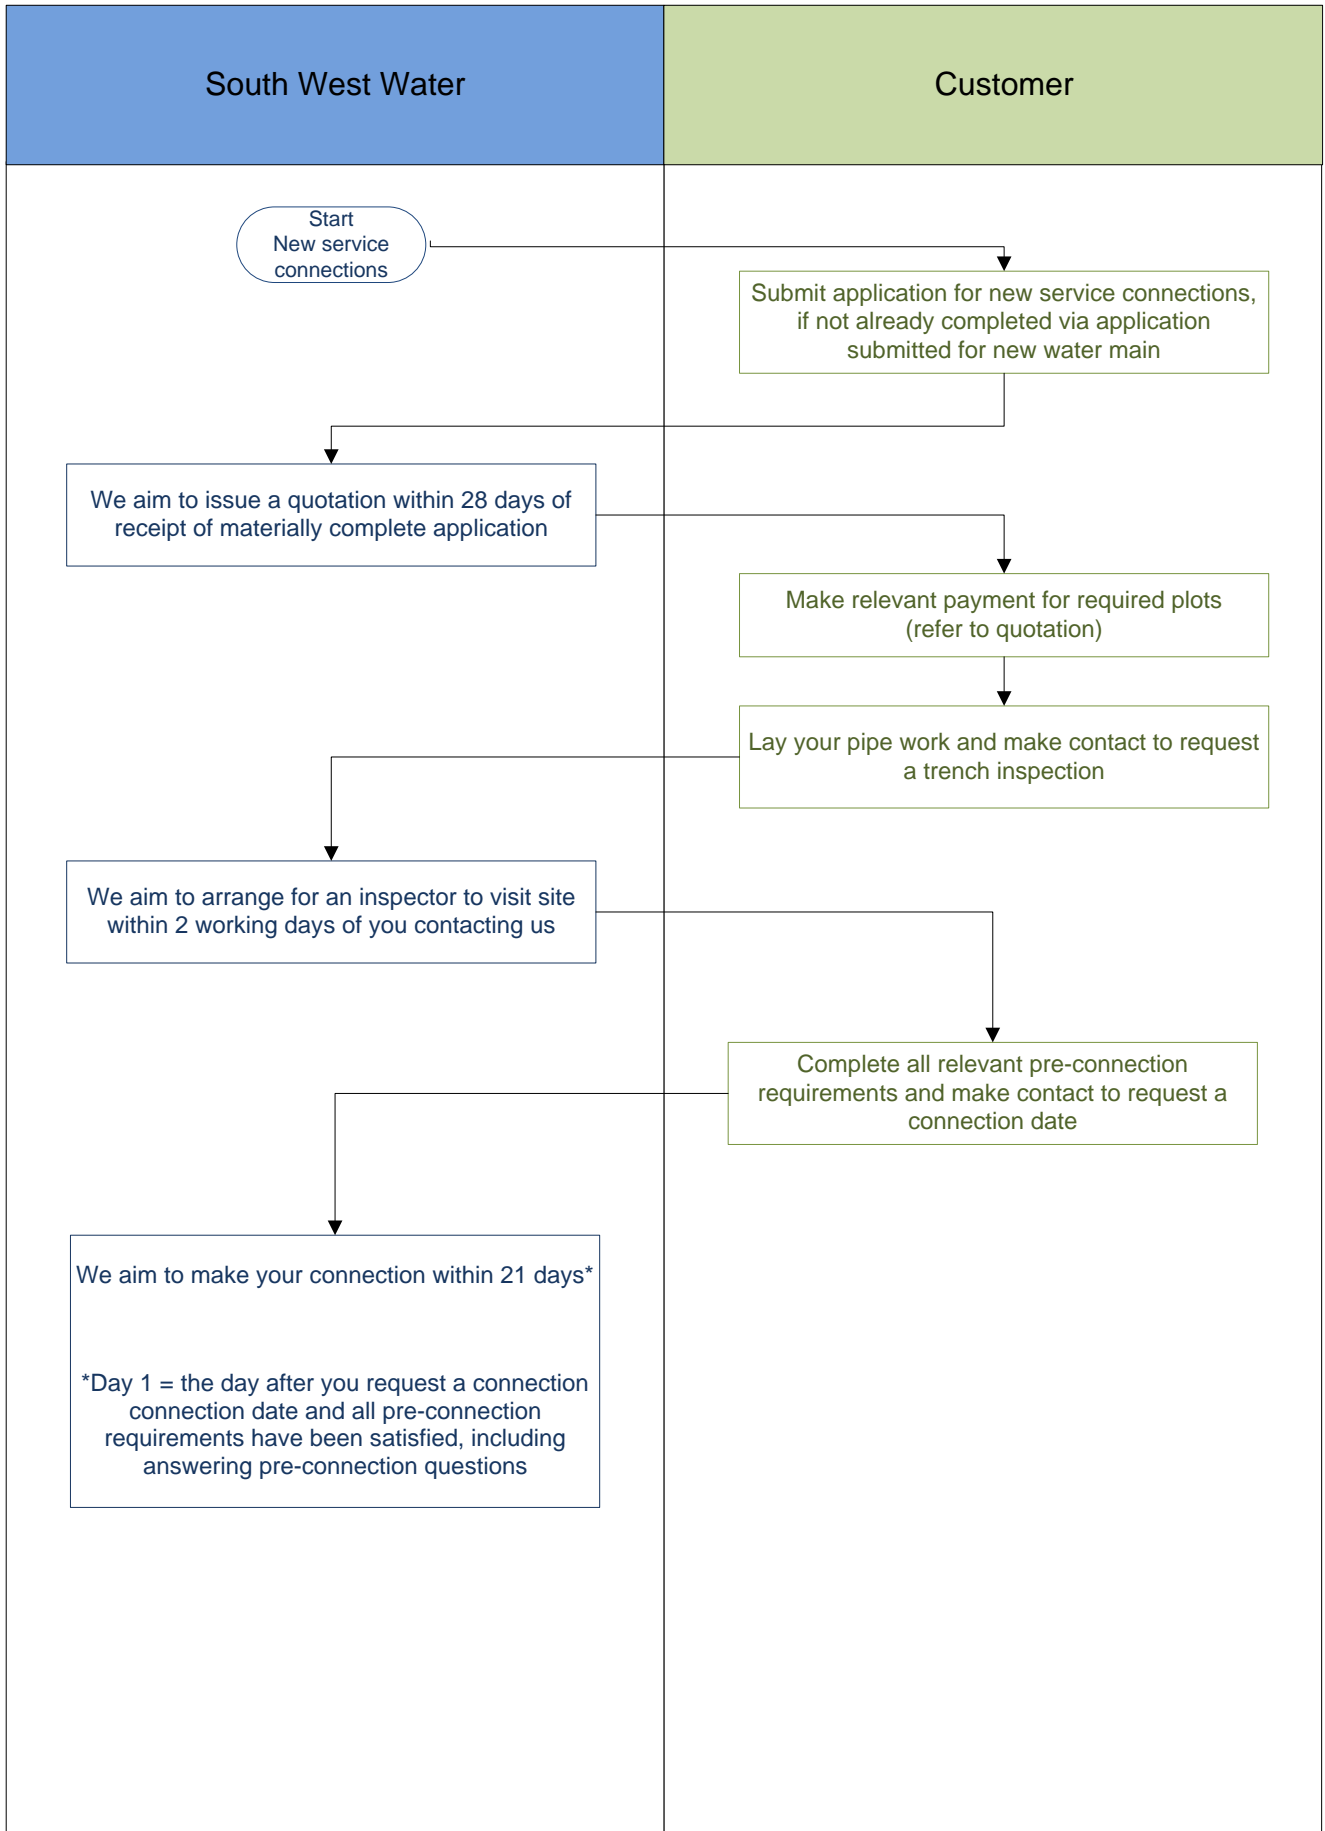 South West Water
Customer
Start
New service
connections
Submit application for new service connections,
if not already completed via application
submitted for new water main
We aim to issue a quotation within 28 days of
receipt of materially complete application
Make relevant payment for required plots
(refer to quotation)
Lay your pipe work and make contact to request
a trench inspection
We aim to arrange for an inspector to visit site
within 2 working days of you contacting us
Complete all relevant pre-connection
requirements and make contact to request a
connection date
We aim to make your connection within 21 days*
*Day 1 = the day after you request a connection
connection date and all pre-connection
requirements have been satisfied, including
answering pre-connection questions